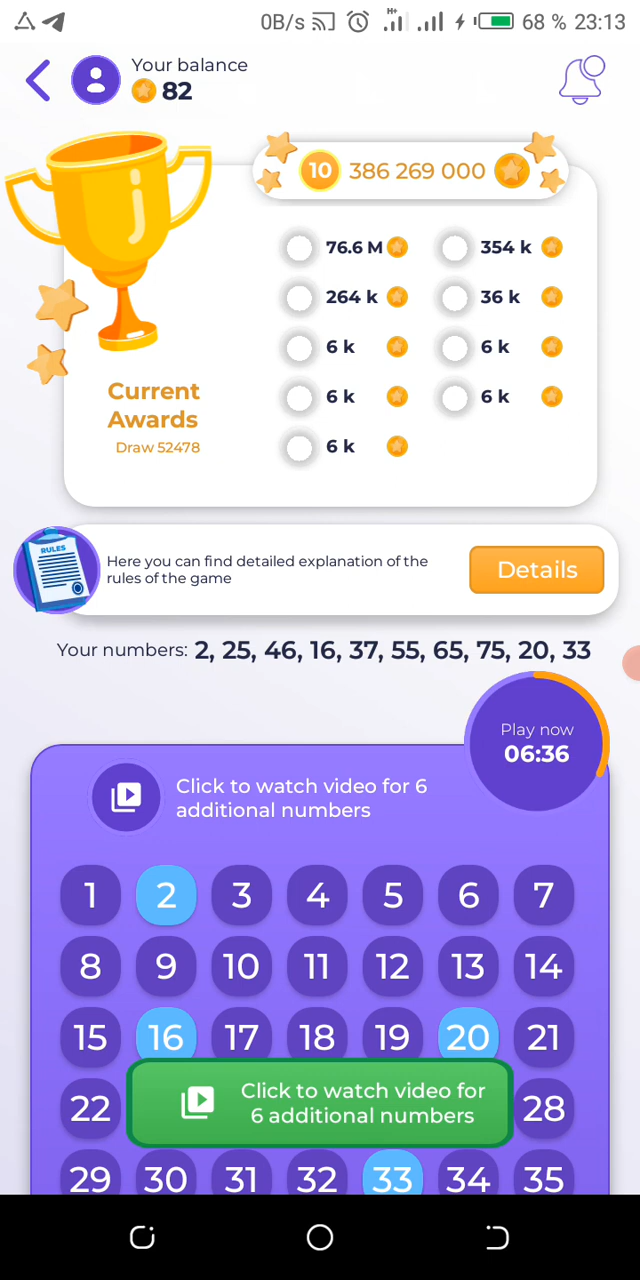 0B/s H+ 68 % 23:13
Your balance
82
10 386 269 000
76.6 M 354 k
264 k 36 k
6 k 6 k
6 k 6 k
6 k
Current
Awards
Draw 52478
RULES
Here you can find detailed explanation of the
rules of the game
Details
Your numbers: 2, 25, 46, 16, 37, 55, 65, 75, 20, 33
Play now
06:36
Click to watch video for 6
additional numbers
1 2 3 4 5 6 7
8 9 10 11 12 13 14
15 16 17 18 19 20 21
22 28
Click to watch video for
6 additional numbers
29 30 31 32 33 34 35